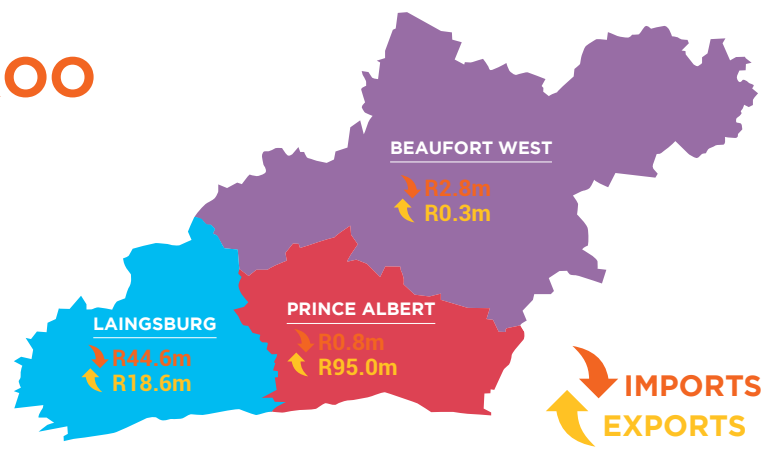 OO
BEAUFORT WEST
R2.8m
R0.3m
PRINCE ALBERT
R0.8m
R95.0m
LAINGSBURG
R44.6m
R18.6m
IMPORTS
EXPORTS